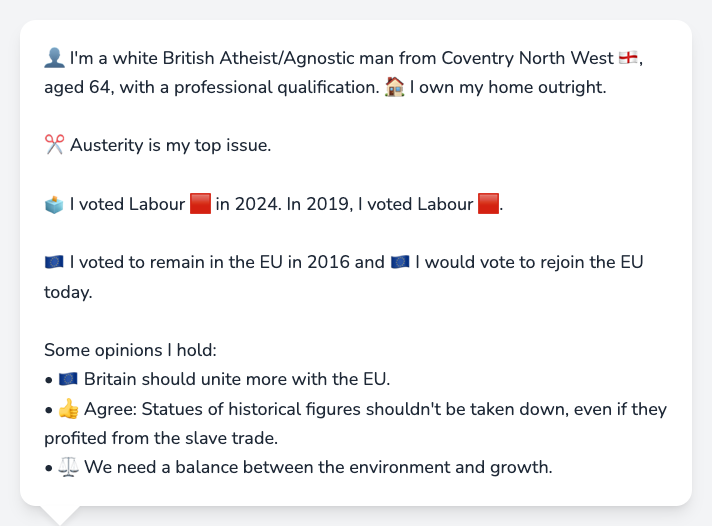 👤 I'm a white British Atheist/Agnostic man from Coventry North West 🏴󠁧󠁢󠁥󠁮󠁧󠁿,
aged 64, with a professional qualification. 🏠 I own my home outright.
✂️ Austerity is my top issue.
🗳️ I voted Labour 🟥 in 2024. In 2019, I voted Labour 🟥.
🇪🇺 I voted to remain in the EU in 2016 and 🇪🇺 I would vote to rejoin the EU
today.
Some opinions I hold:
• 🇪🇺 Britain should unite more with the EU.
• 👍 Agree: Statues of historical figures shouldn't be taken down, even if they
profited from the slave trade.
• ⚖️ We need a balance between the environment and growth.